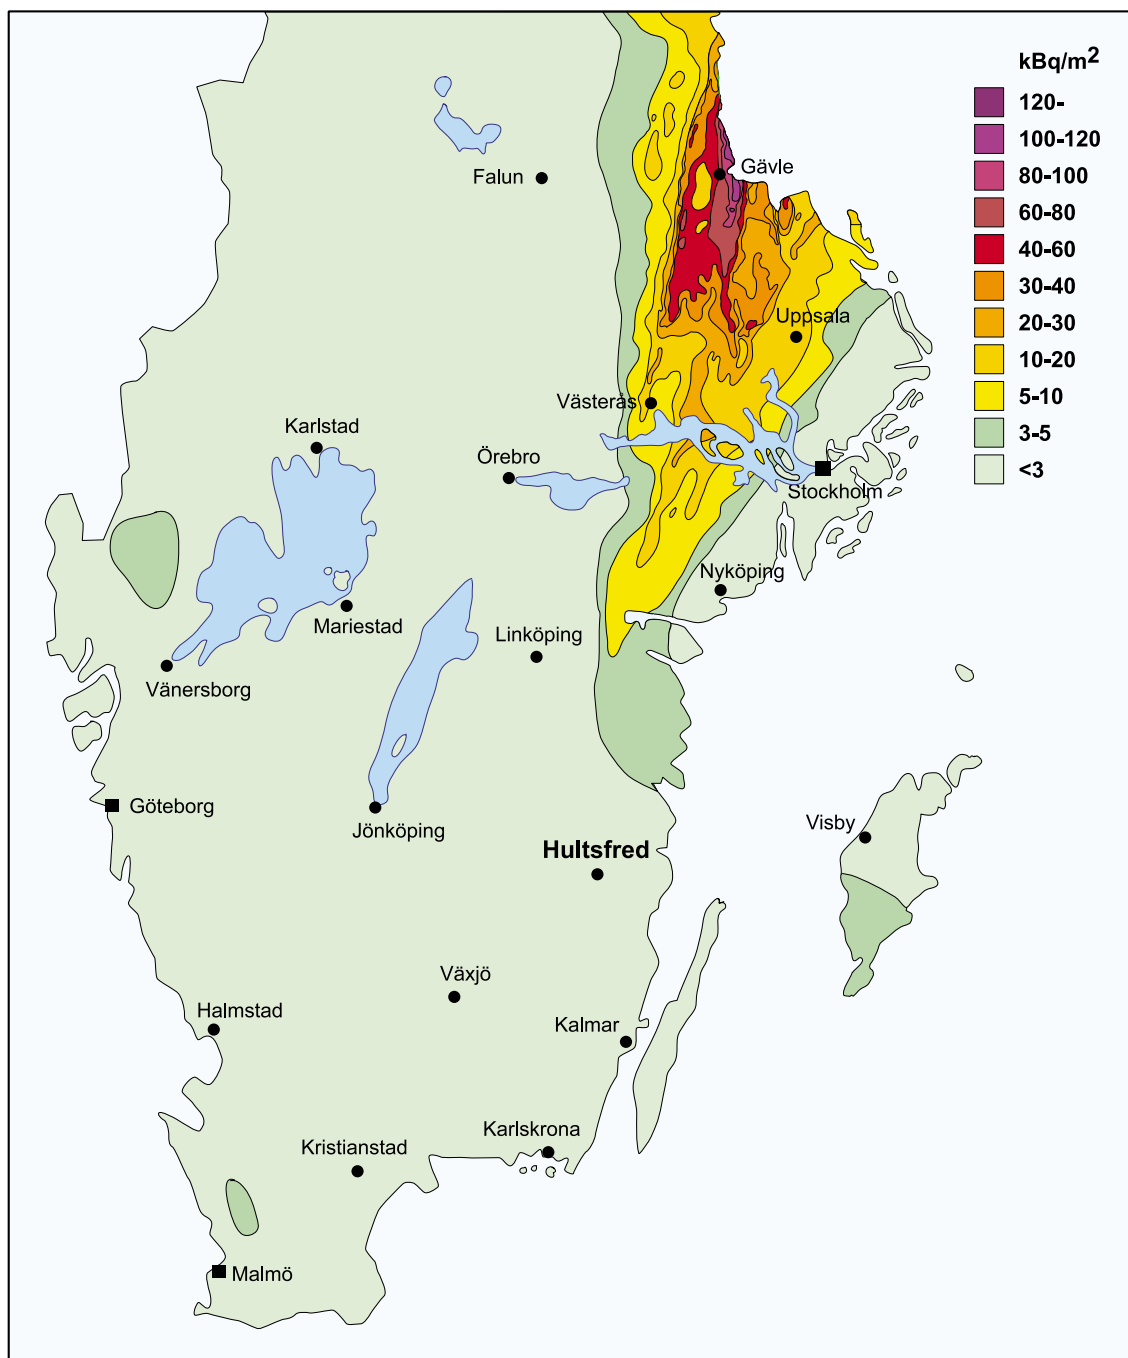 kBq/m2
120-
100-120
80-100
60-80
40-60
30-40
20-30
10-20
5-10
3-5
<3
Gävle
Falun
Uppsala
Västerås
Karlstad
Örebro
Stockholm
Nyköping
Mariestad
Linköping
Vänersborg
Göteborg
Jönköping
Visby
Hultsfred
Växjö
Halmstad
Kalmar
Karlskrona
Kristianstad
Malmö